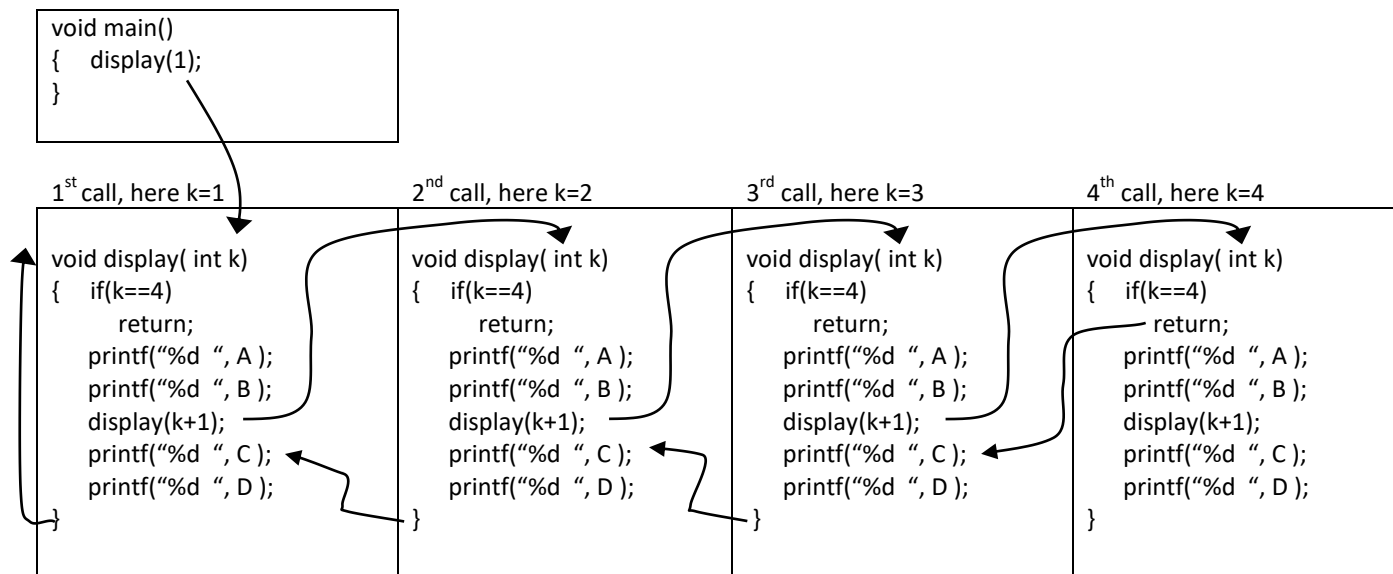 void main()
{ display(1);
}
1st call, here k=1
void display( int k)
{ if(k==4)
return;
printf(“%d “, A );
printf(“%d “, B );
display(k+1);
printf(“%d “, C );
printf(“%d “, D );
}
2nd call, here k=2
void display( int k)
{ if(k==4)
return;
printf(“%d “, A );
printf(“%d “, B );
display(k+1);
printf(“%d “, C );
printf(“%d “, D );
}
3rd call, here k=3
void display( int k)
{ if(k==4)
return;
printf(“%d “, A );
printf(“%d “, B );
display(k+1);
printf(“%d “, C );
printf(“%d “, D );
}
4th call, here k=4
void display( int k)
{ if(k==4)
return;
printf(“%d “, A );
printf(“%d “, B );
display(k+1);
printf(“%d “, C );
printf(“%d “, D );
}